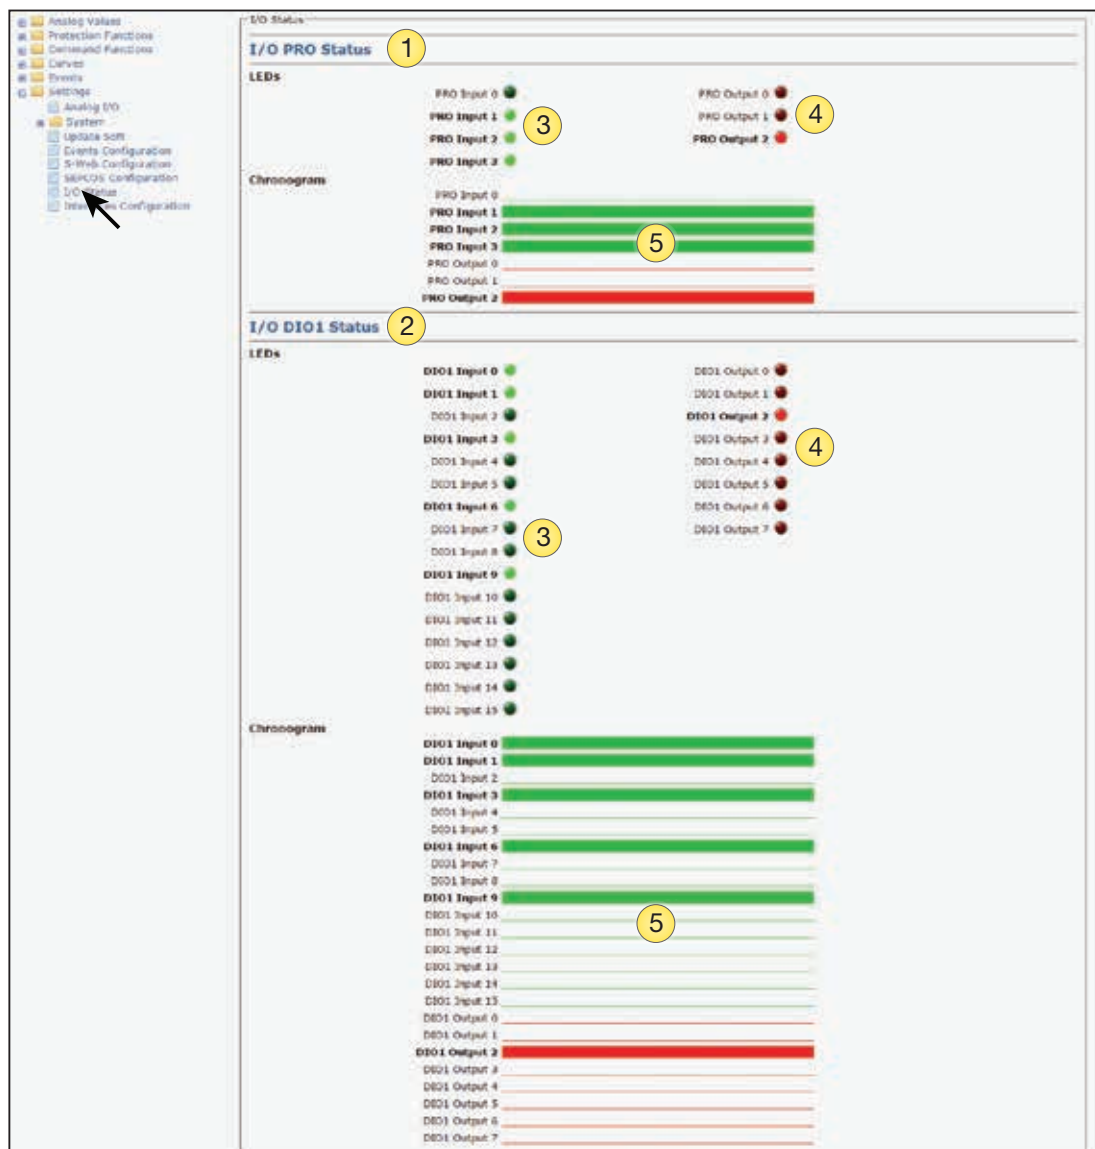 Analog Values
Protection Functions
Command Functions
Curves
Events
Settings
Analog I/O
System
Update Soft
Events Configuration
S-Web Configuration
SEPCOS Configuration
I/O Status
Configuration
I/O Status
I/O PRO Status
1
LEDs
PRO Input 0
PRO Output 0
PRO Input 1
PRO Output 1
3
4
PRO Input 2
PRO Output 2
PRO Input 3
Chronogram
PRO Input 0
PRO Input 1
PRO Input 2
PRO Input 3
5
PRO Output 0
PRO Output 1
PRO Output 2
I/O DIO1 Status
2
LEDs
DIO1 Input 0
DIO1 Output 0
DIO1 Input 1
DIO1 Output 1
DIO1 Input 2
DIO1 Output 2
DIO1 Input 3
DIO1 Output 3
4
DIO1 Input 4
DIO1 Output 4
DIO1 Input 5
DIO1 Output 5
DIO1 Input 6
DIO1 Output 6
DIO1 Input 7
DIO1 Output 7
3
DIO1 Input 8
DIO1 Input 9
DIO1 Input 10
DIO1 Input 11
DIO1 Input 12
DIO1 Input 13
DIO1 Input 14
DIO1 Input 15
Chronogram
DIO1 Input 0
DIO1 Input 1
DIO1 Input 2
DIO1 Input 3
DIO1 Input 4
DIO1 Input 5
DIO1 Input 6
DIO1 Input 7
DIO1 Input 8
DIO1 Input 9
DIO1 Input 10
5
DIO1 Input 11
DIO1 Input 12
DIO1 Input 13
DIO1 Input 14
DIO1 Input 15
DIO1 Output 0
DIO1 Output 1
DIO1 Output 2
DIO1 Output 3
DIO1 Output 4
DIO1 Output 5
DIO1 Output 6
DIO1 Output 7